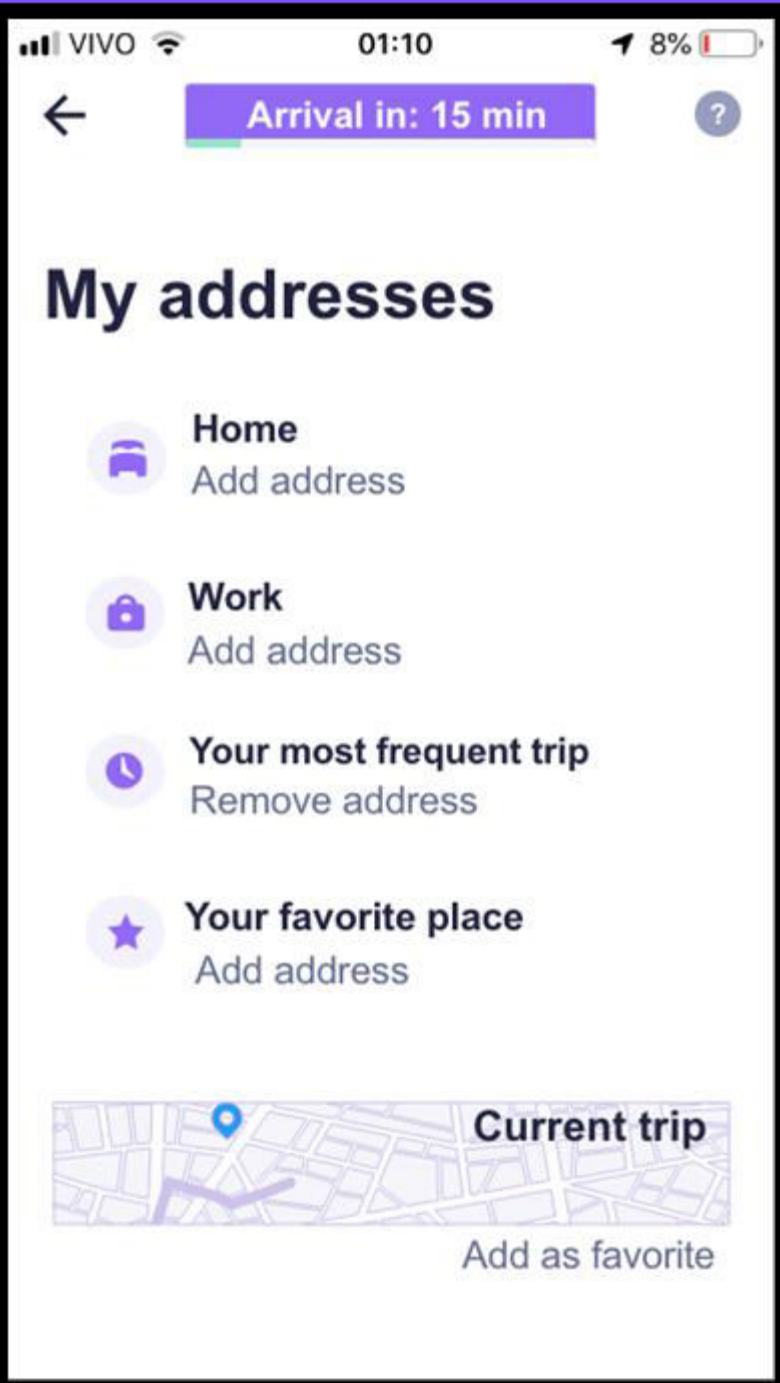 VIVO 01:10 8%
Arrival in: 15 min ?
My addresses
Home
Add address
Work
Add address
Your most frequent trip
Remove address
Your favorite place
Add address
Current trip
Add as favorite